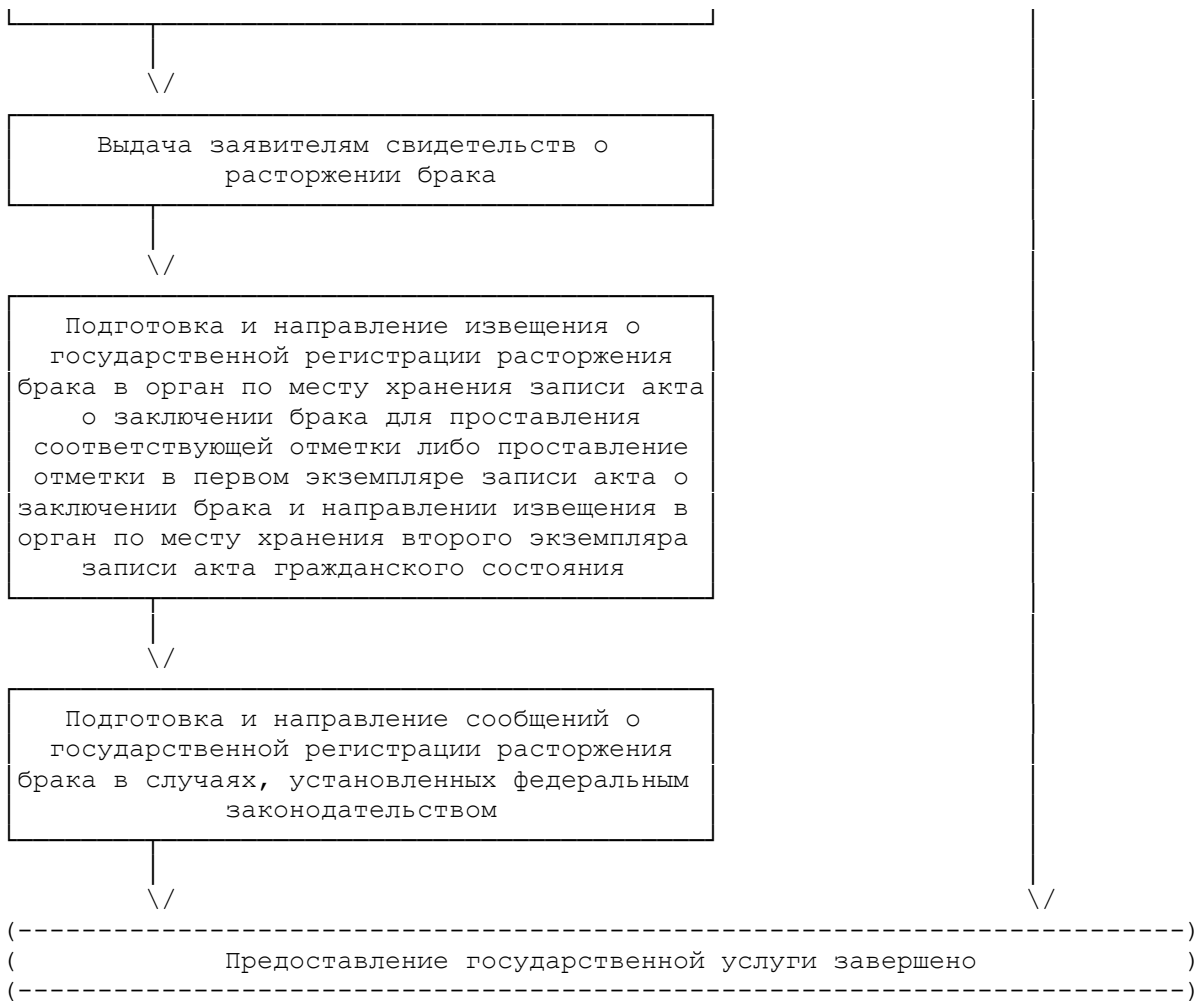 Выдача заявителям свидетельств о
расторжении брака
Подготовка и направление извещения о
государственной регистрации расторжения
брака в орган по месту хранения записи акта
о заключении брака для проставления
соответствующей отметки либо проставление
отметки в первом экземпляре записи акта о
заключении брака и направлении извещения в
орган по месту хранения второго экземпляра
записи акта гражданского состояния
Подготовка и направление сообщений о
государственной регистрации расторжения
брака в случаях, установленных федеральным
законодательством
Предоставление государственной услуги завершено